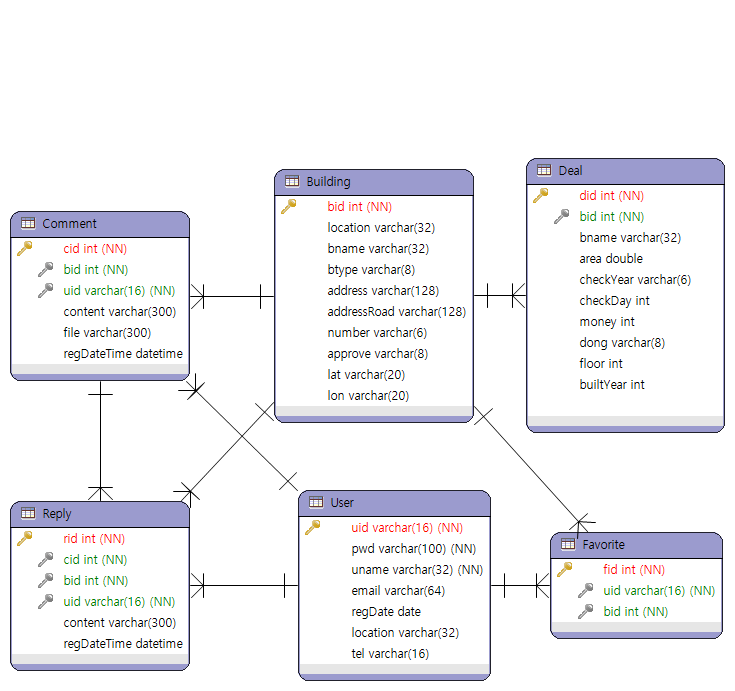 Building
bid int (NN)
location varchar(32)
bname varchar(32)
btype varchar(8)
address varchar(128)
addressRoad varchar(128)
number varchar(6)
approve varchar(8)
lat varchar(20)
lon varchar(20)
Deal
did int (NN)
bid int (NN)
bname varchar(32)
area double
checkYear varchar(6)
checkDay int
money int
dong varchar(8)
floor int
builtYear int
Comment
cid int (NN)
bid int (NN)
uid varchar(16) (NN)
content varchar(300)
file varchar(300)
regDateTime datetime
Reply
rid int (NN)
cid int (NN)
bid int (NN)
uid varchar(16) (NN)
content varchar(300)
regDateTime datetime
User
uid varchar(16) (NN)
pwd varchar(100) (NN)
uname varchar(32) (NN)
email varchar(64)
regDate date
location varchar(32)
tel varchar(16)
Favorite
fid int (NN)
uid varchar(16) (NN)
bid int (NN)